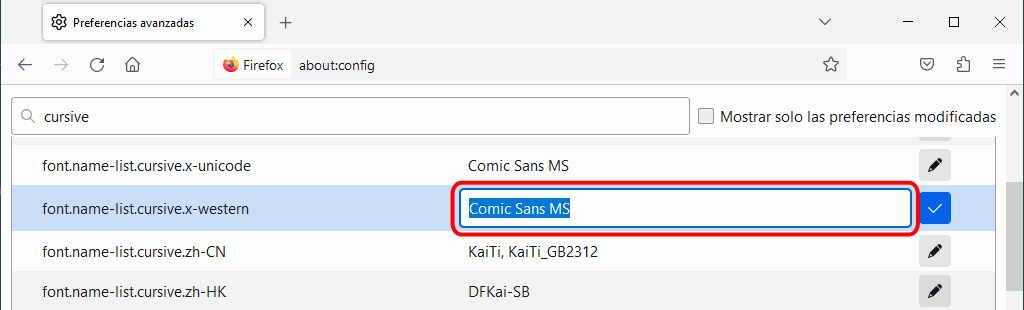 Preferencias avanzadas
Firefox about:config
cursive Mostrar solo las preferencias modificadas
font.name-list.cursive.x-unicode Comic Sans MS
font.name-list.cursive.x-western Comic Sans MS
font.name-list.cursive.zh-CN KaiTi, KaiTi_GB2312
font.name-list.cursive.zh-HK DFKai-SB